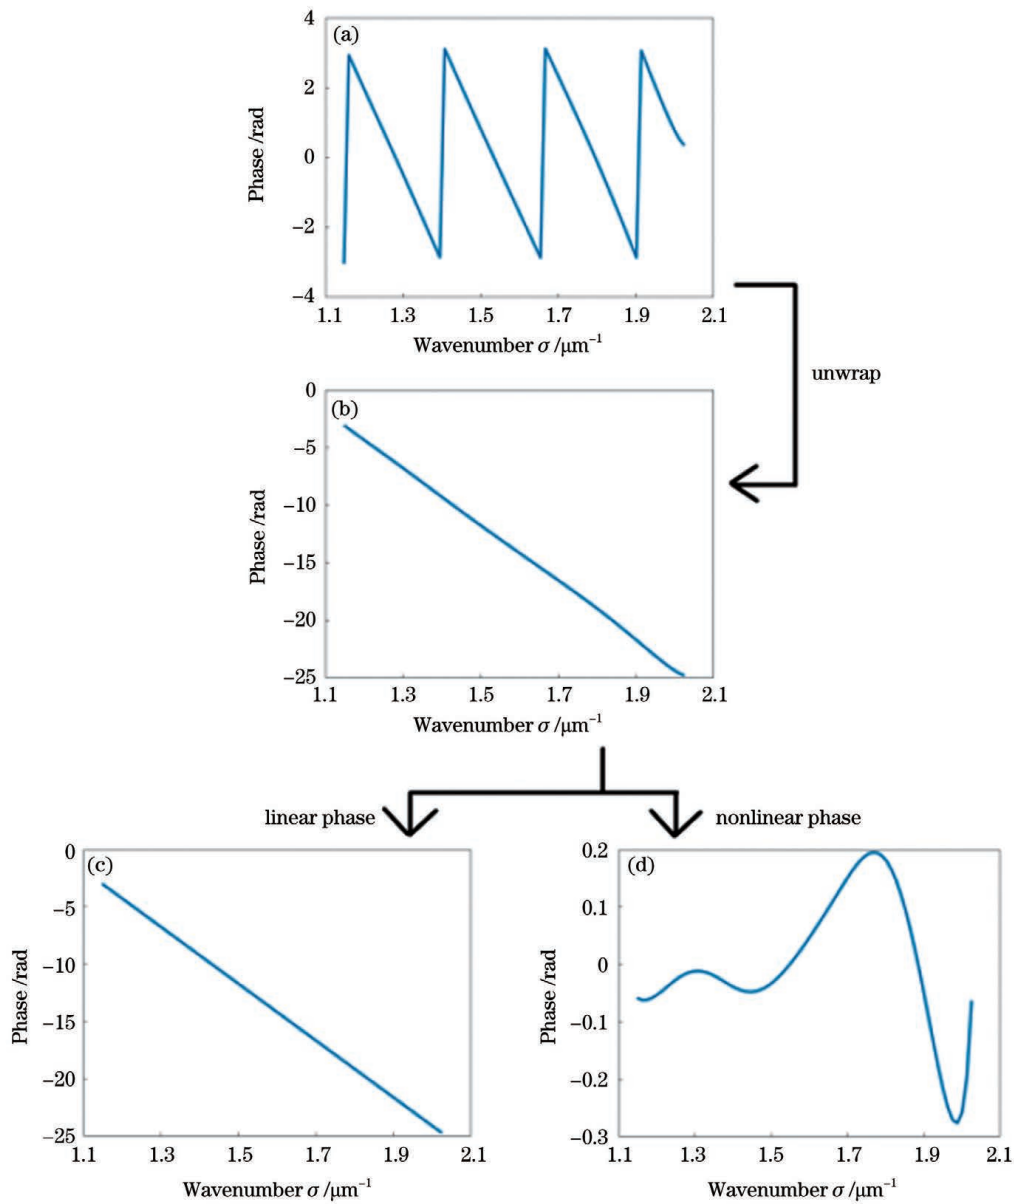 (a)
4
2
0
−2
−4
Phase /rad
1.1 1.3 1.5 1.7 1.9 2.1
Wavenumber σ /μm⁻¹
unwrap
(b)
0
−5
−10
−15
−20
−25
Phase /rad
1.1 1.3 1.5 1.7 1.9 2.1
Wavenumber σ /μm⁻¹
linear phase
nonlinear phase
(c)
0
−5
−10
−15
−20
−25
Phase /rad
1.1 1.3 1.5 1.7 1.9 2.1
Wavenumber σ /μm⁻¹
(d)
0.2
0.1
0
−0.1
−0.2
−0.3
Phase /rad
1.1 1.3 1.5 1.7 1.9 2.1
Wavenumber σ /μm⁻¹